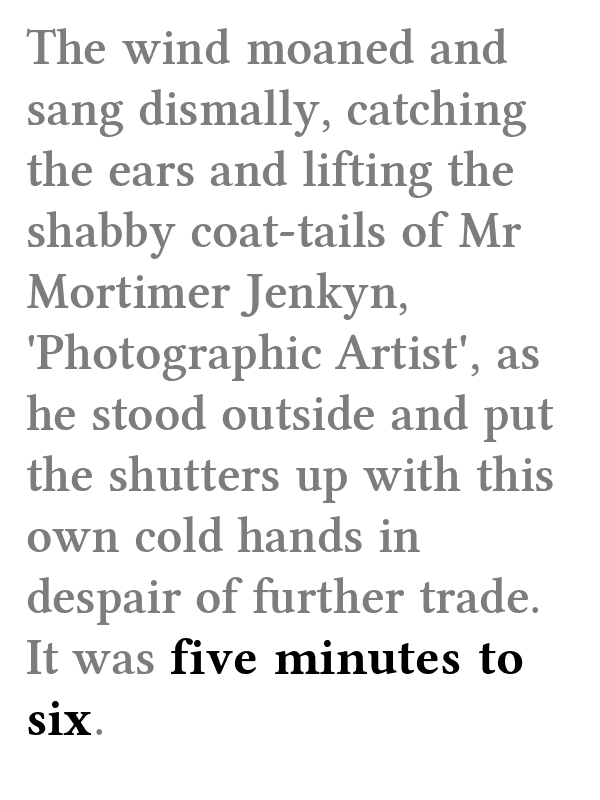 The wind moaned and
sang dismally, catching
the ears and lifting the
shabby coat-tails of Mr
Mortimer Jenkyn,
'Photographic Artist', as
he stood outside and put
the shutters up with this
own cold hands in
despair of further trade.
It was five minutes to
six.